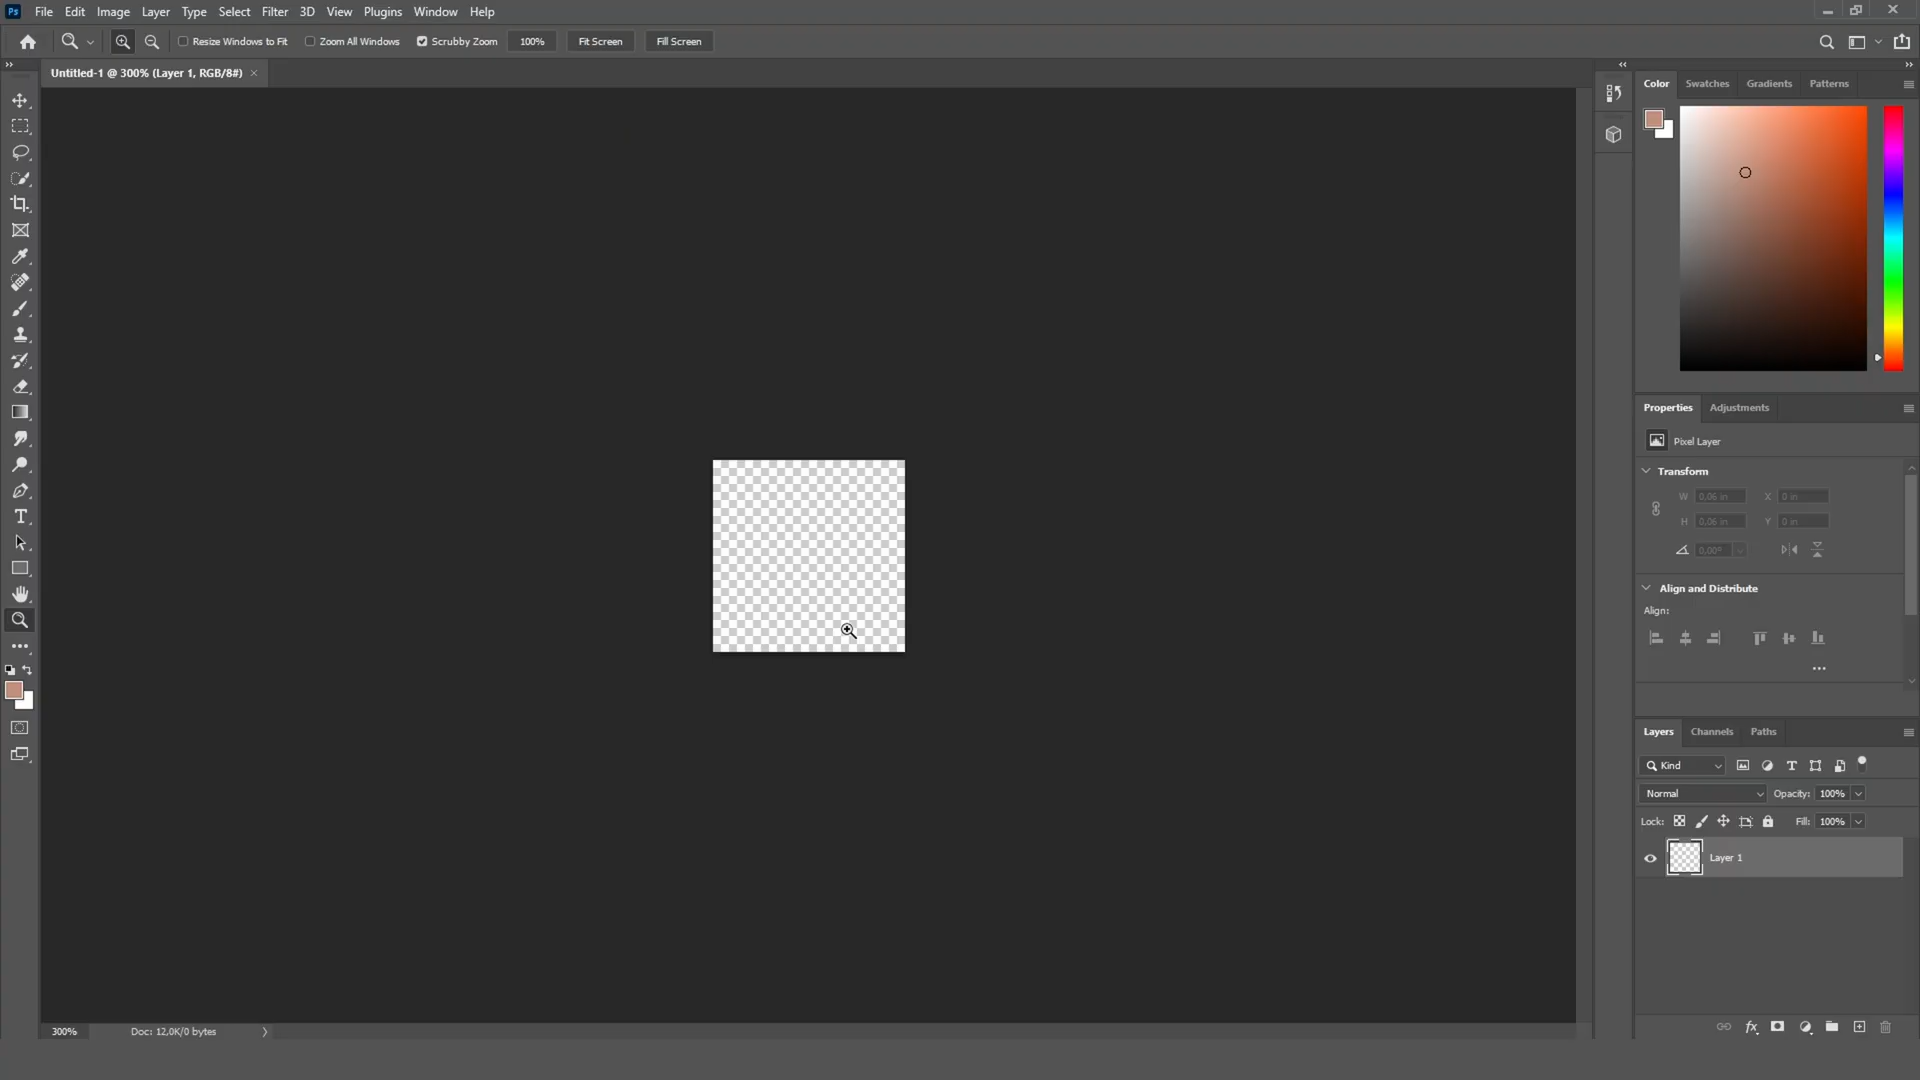 Ps File Edit Image Layer Type Select Filter 3D View Plugins Window Help
Resize Windows to Fit Zoom All Windows Scrubby Zoom 100% Fit Screen Fill Screen
Untitled-1 @ 300% (Layer 1, RGB/8#)
Color Swatches Gradients Patterns
Properties Adjustments
Pixel Layer
Transform
W 0,06 in X 0 in
H 0,06 in Y 0 in
0,00°
Align and Distribute
Align:
Layers Channels Paths
Kind
Normal Opacity: 100%
Lock: Fill: 100%
Layer 1
300% Doc: 12,0K/0 bytes